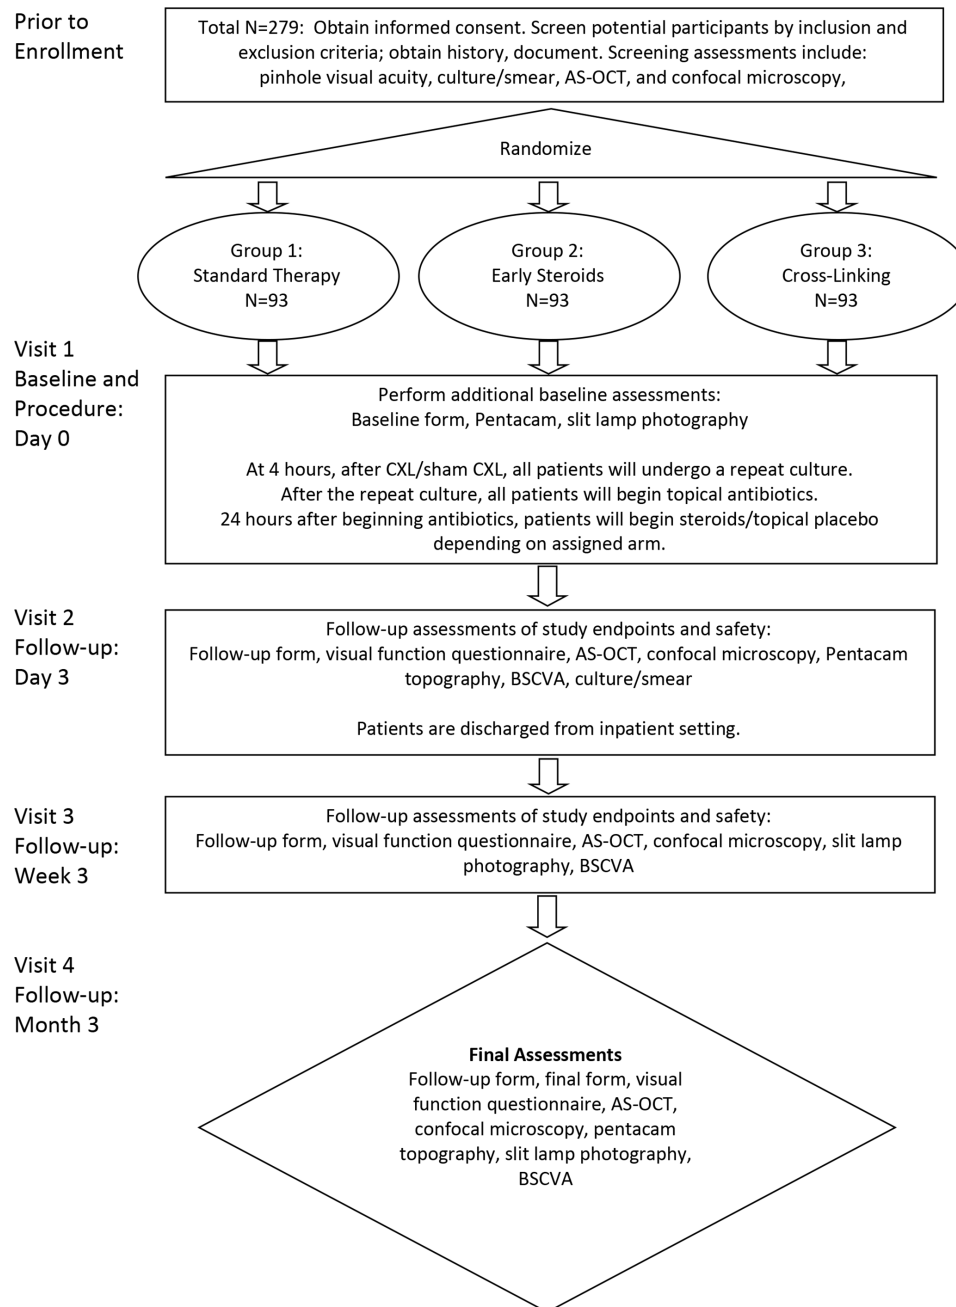 Prior to
Enrollment
Total N=279:  Obtain informed consent. Screen potential participants by inclusion and
exclusion criteria; obtain history, document. Screening assessments include:
pinhole visual acuity, culture/smear, AS-OCT, and confocal microscopy,
Randomize
Group 1:
Standard Therapy
N=93
Group 2:
Early Steroids
N=93
Group 3:
Cross-Linking
N=93
Visit 1
Baseline and
Procedure:
Day 0
Perform additional baseline assessments:
Baseline form, Pentacam, slit lamp photography
At 4 hours, after CXL/sham CXL, all patients will undergo a repeat culture.
After the repeat culture, all patients will begin topical antibiotics.
24 hours after beginning antibiotics, patients will begin steroids/topical placebo
depending on assigned arm.
Visit 2
Follow-up:
Day 3
Follow-up assessments of study endpoints and safety:
Follow-up form, visual function questionnaire, AS-OCT, confocal microscopy, Pentacam
topography, BSCVA, culture/smear
Patients are discharged from inpatient setting.
Visit 3
Follow-up:
Week 3
Follow-up assessments of study endpoints and safety:
Follow-up form, visual function questionnaire, AS-OCT, confocal microscopy, slit lamp
photography, BSCVA
Visit 4
Follow-up:
Month 3
Final Assessments
Follow-up form, final form, visual
function questionnaire, AS-OCT,
confocal microscopy, pentacam
topography, slit lamp photography,
BSCVA